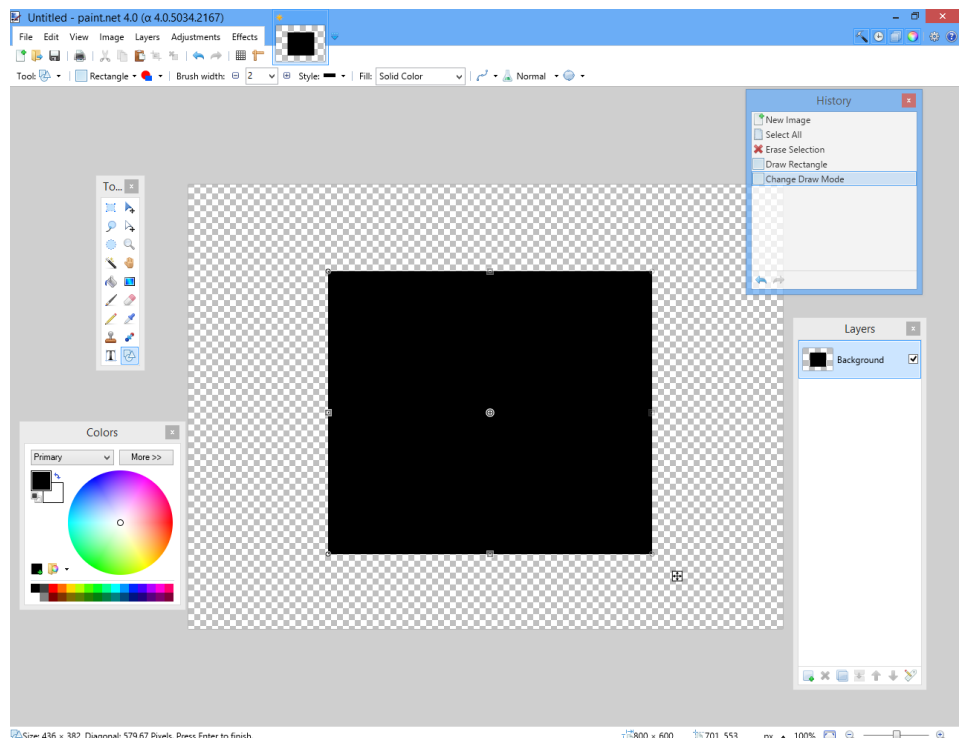 Untitled - paint.net 4.0 (α 4.0.5034.2167)
File Edit View Image Layers Adjustments Effects
Tool: Rectangle Brush width: 2 Style: Fill: Solid Color Normal
History
New Image
Select All
Erase Selection
Draw Rectangle
Change Draw Mode
To...
Layers
Background
Colors
Primary More >>
Size: 436 × 382. Diagonal: 579.67 Pixels. Press Enter to finish. 800 × 600 701, 553 px 100%